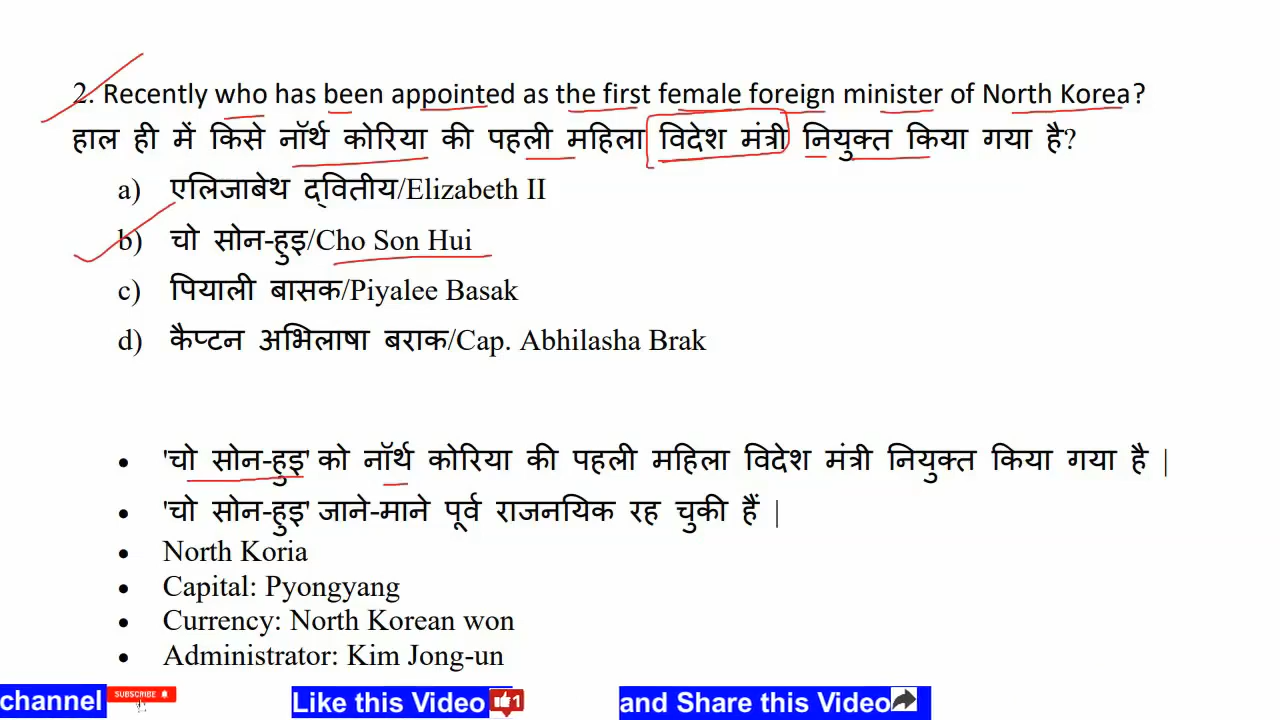 2. Recently who has been appointed as the first female foreign minister of North Korea?
हाल ही में किसे नॉर्थ कोरिया की पहली महिला विदेश मंत्री नियुक्त किया गया है?
a) एलिजाबेथ द्वितीय/Elizabeth II
b) चो सोन-हुइ/Cho Son Hui
c) पियाली बासक/Piyalee Basak
d) कैप्टन अभिलाषा बराक/Cap. Abhilasha Brak
• 'चो सोन-हुइ' को नॉर्थ कोरिया की पहली महिला विदेश मंत्री नियुक्त किया गया है |
• 'चो सोन-हुइ' जाने-माने पूर्व राजनयिक रह चुकी हैं |
• North Koria
• Capital: Pyongyang
• Currency: North Korean won
• Administrator: Kim Jong-un
channel SUBSCRIBE Like this Video 1 and Share this Video